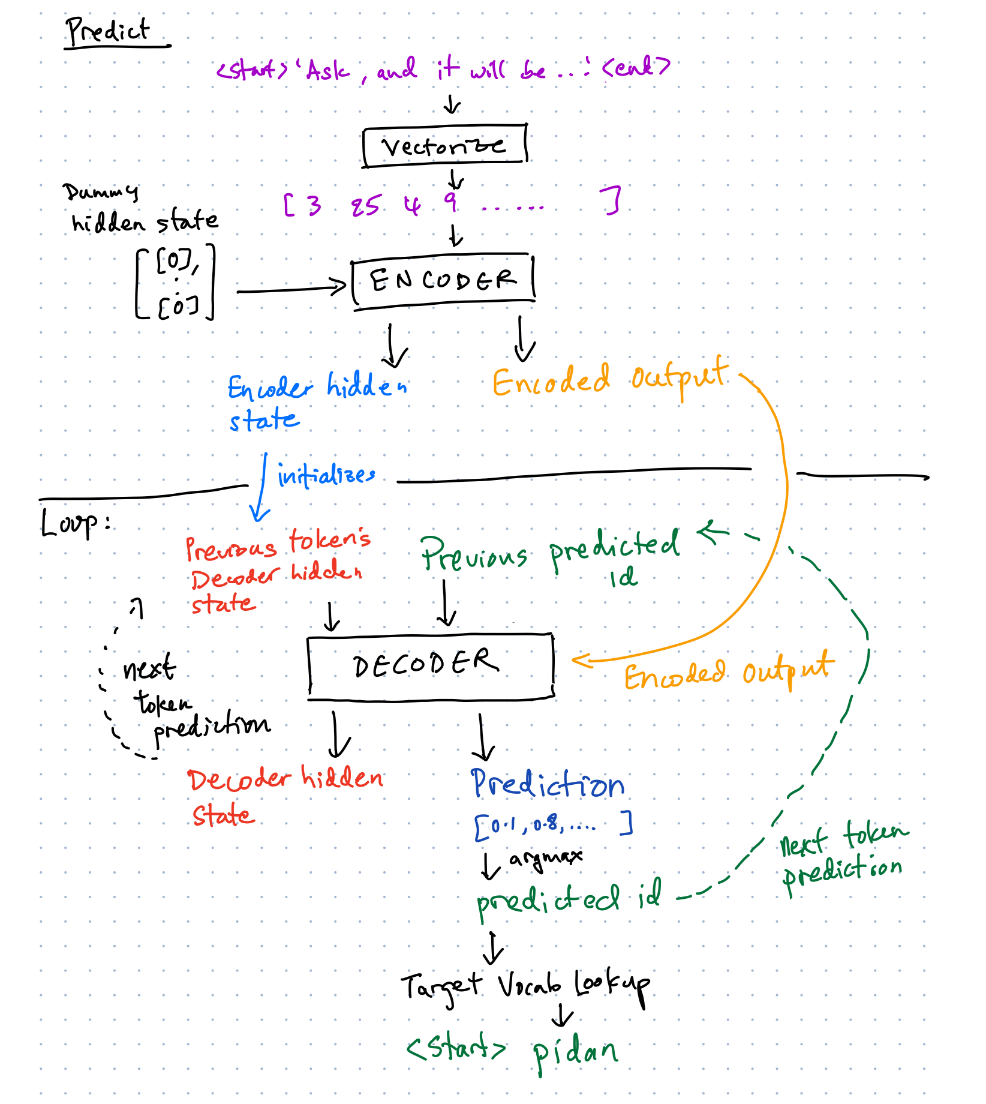 Predict
<start> 'Ask, and it will be ...' <end>
Vectorize
[ 3 25 4 9 ...... ]
Dummy
hidden state
[[0],
:
[0]]
ENCODER
Encoder hidden
state
Encoded output
initializes
Loop:
Previous token's
Decoder hidden
state
Previous predicted
id
DECODER
Encoded output
next
token
prediction
Decoder hidden
state
Prediction
[0.1, 0.8, .... ]
argmax
next token
prediction
predicted id
Target Vocab Lookup
<start> pidan